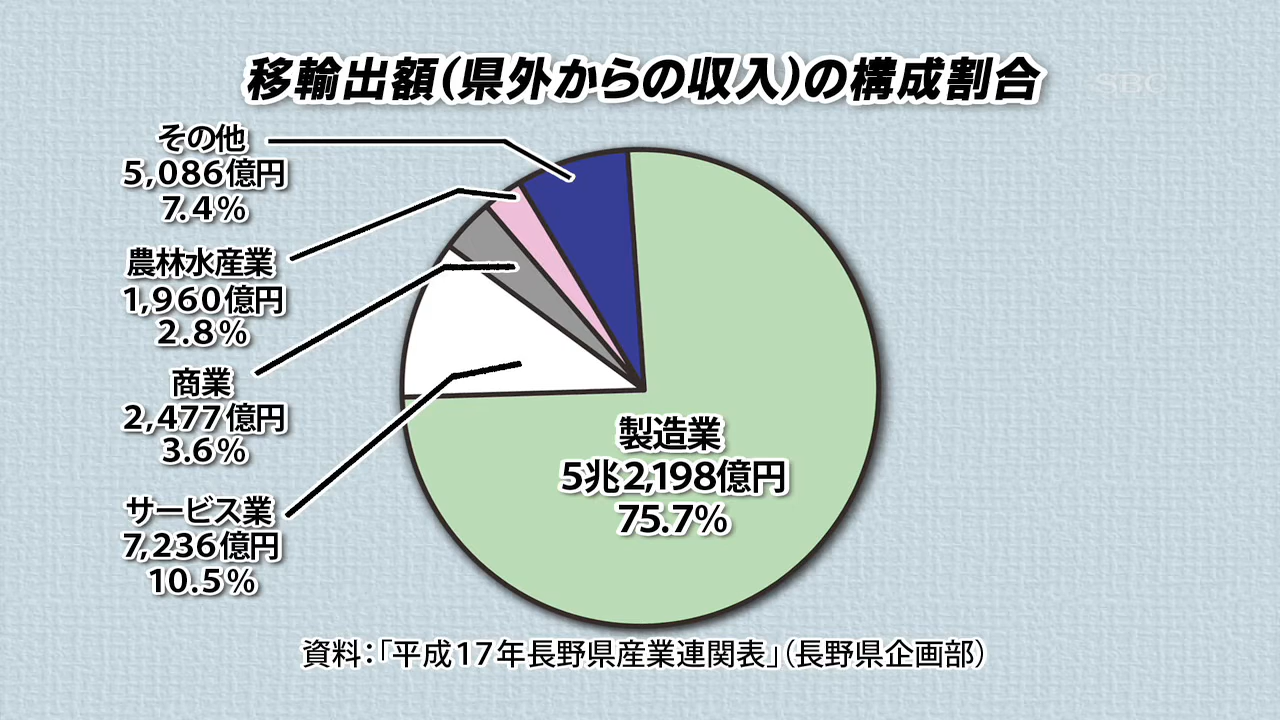 移輸出額(県外からの収入)の構成割合
SBC
その他
5,086億円
7.4%
農林水産業
1,960億円
2.8%
商業
2,477億円
3.6%
サービス業
7,236億円
10.5%
製造業
5兆2,198億円
75.7%
資料:「平成17年長野県産業連関表」(長野県企画部)